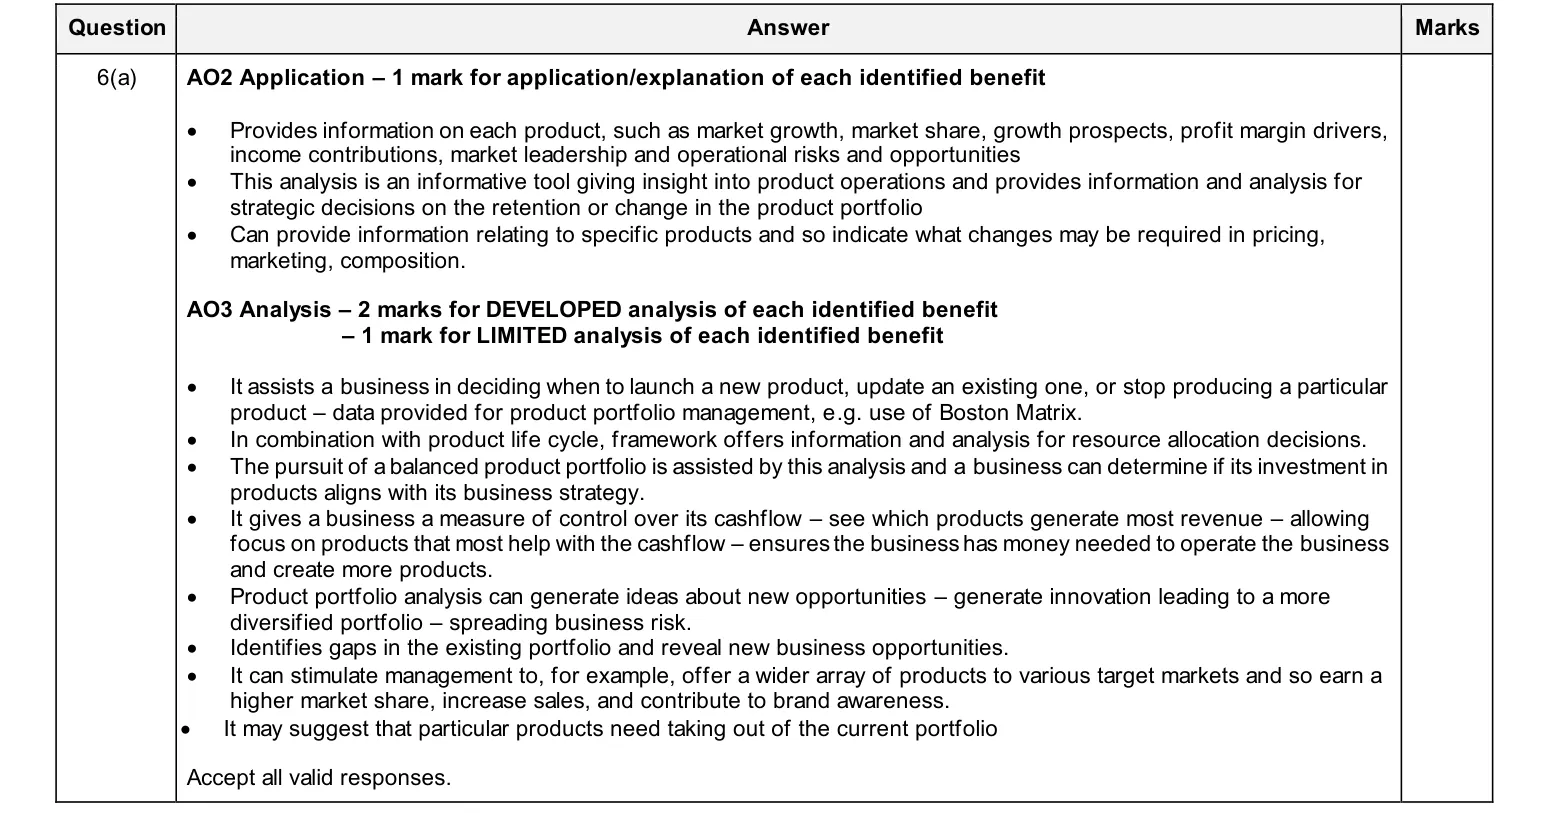 Question Answer Marks
6(a) AO2 Application – 1 mark for application/explanation of each identified benefit
• Provides information on each product, such as market growth, market share, growth prospects, profit margin drivers,
income contributions, market leadership and operational risks and opportunities
• This analysis is an informative tool giving insight into product operations and provides information and analysis for
strategic decisions on the retention or change in the product portfolio
• Can provide information relating to specific products and so indicate what changes may be required in pricing,
marketing, composition.
AO3 Analysis – 2 marks for DEVELOPED analysis of each identified benefit
– 1 mark for LIMITED analysis of each identified benefit
• It assists a business in deciding when to launch a new product, update an existing one, or stop producing a particular
product – data provided for product portfolio management, e.g. use of Boston Matrix.
• In combination with product life cycle, framework offers information and analysis for resource allocation decisions.
• The pursuit of a balanced product portfolio is assisted by this analysis and a business can determine if its investment in
products aligns with its business strategy.
• It gives a business a measure of control over its cashflow – see which products generate most revenue – allowing
focus on products that most help with the cashflow – ensures the business has money needed to operate the business
and create more products.
• Product portfolio analysis can generate ideas about new opportunities – generate innovation leading to a more
diversified portfolio – spreading business risk.
• Identifies gaps in the existing portfolio and reveal new business opportunities.
• It can stimulate management to, for example, offer a wider array of products to various target markets and so earn a
higher market share, increase sales, and contribute to brand awareness.
• It may suggest that particular products need taking out of the current portfolio
Accept all valid responses.